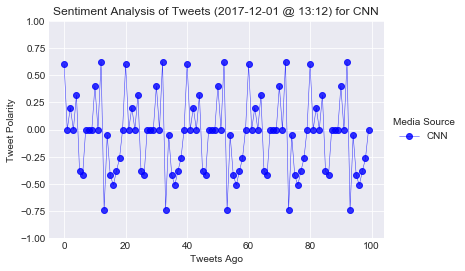 Sentiment Analysis of Tweets (2017-12-01 @ 13:12) for CNN
1.00
0.75
0.50
0.25
0.00
−0.25
−0.50
−0.75
−1.00
Tweet Polarity
0 20 40 60 80 100
Tweets Ago
Media Source
CNN